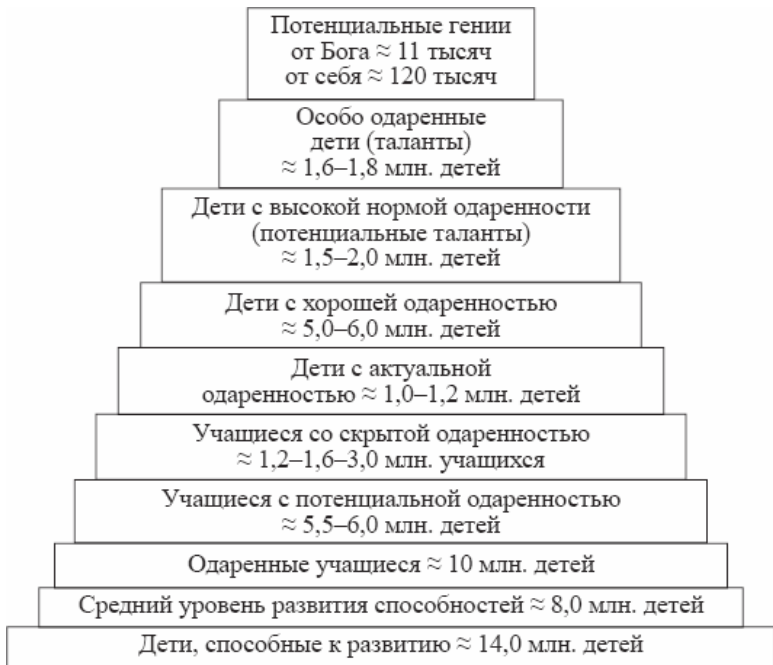 Потенциальные гении
от Бога ≈ 11 тысяч
от себя ≈ 120 тысяч
Особо одаренные
дети (таланты)
≈ 1,6–1,8 млн. детей
Дети с высокой нормой одаренности
(потенциальные таланты)
≈ 1,5–2,0 млн. детей
Дети с хорошей одаренностью
≈ 5,0–6,0 млн. детей
Дети с актуальной
одаренностью ≈ 1,0–1,2 млн. детей
Учащиеся со скрытой одаренностью
≈ 1,2–1,6–3,0 млн. учащихся
Учащиеся с потенциальной одаренностью
≈ 5,5–6,0 млн. детей
Одаренные учащиеся ≈ 10 млн. детей
Средний уровень развития способностей ≈ 8,0 млн. детей
Дети, способные к развитию ≈ 14,0 млн. детей